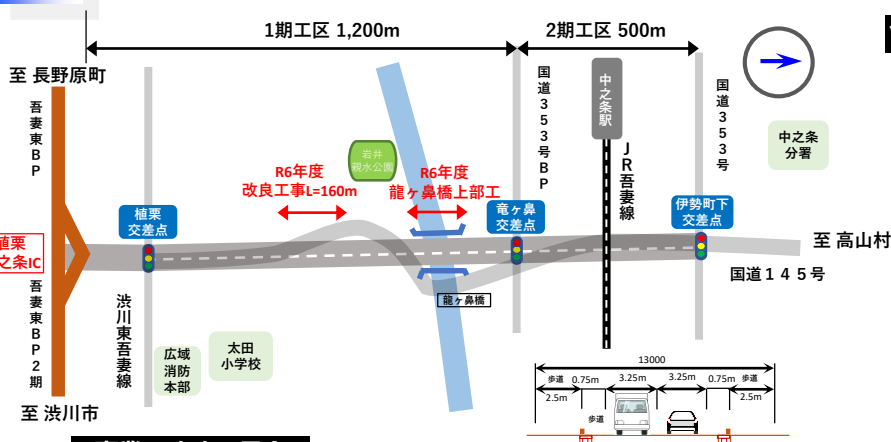 1期工区 1,200m
2期工区 500m
至 長野原町
吾妻東BP
国道353号BP
中之条駅
国道353号
中之条
分署
JR吾妻線
岩井
親水公園
R6年度
改良工事L=160m
R6年度
龍ヶ鼻橋上部工
植栗
交差点
竜ヶ鼻
交差点
伊勢町下
交差点
至 高山村
植栗
之条IC
国道145号
吾妻東BP2期
渋川東吾妻線
龍ヶ鼻橋
広域
消防
本部
太田
小学校
至 渋川市
13000
歩道
0.75m
3.25m
3.25m
0.75m
歩道
2.5m
2.5m
歩道